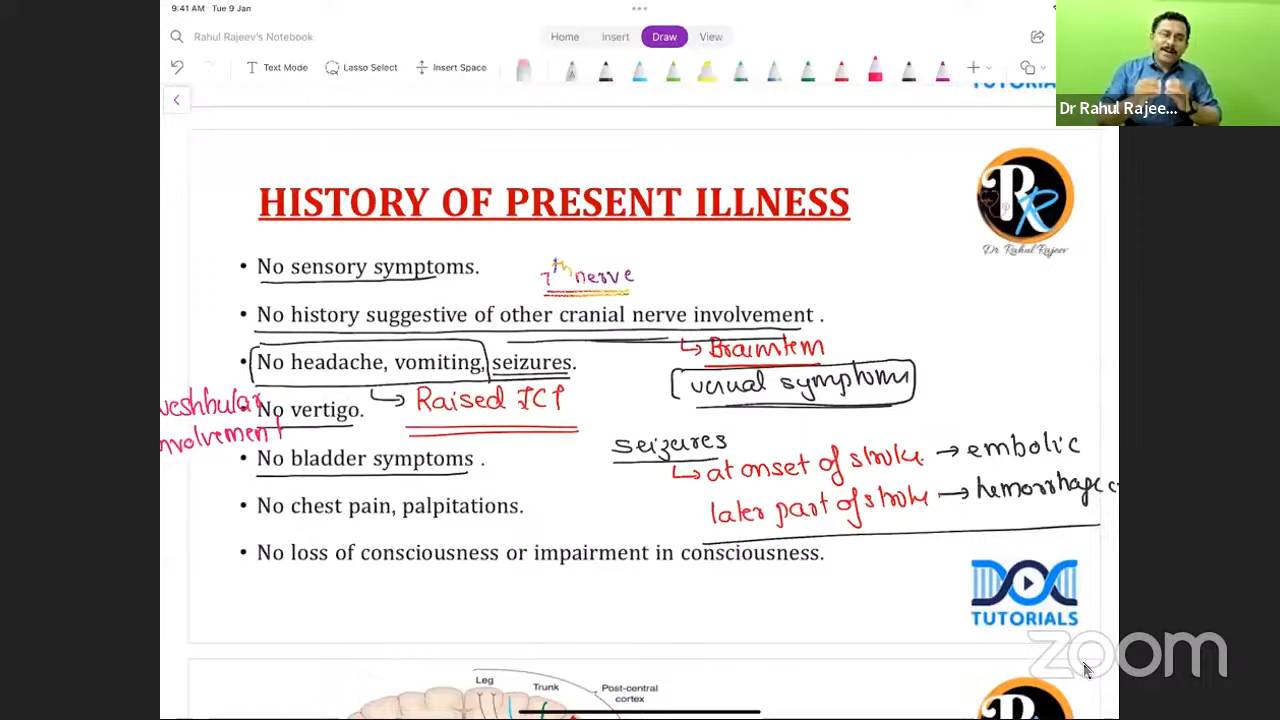 9:41 AM Tue 9 Jan
Rahul Rajeev's Notebook
Home Insert Draw View
Text Mode Lasso Select Insert Space
TUTORIALS
Dr Rahul Rajee...
HISTORY OF PRESENT ILLNESS
R R
Dr Rahul Rajeev
• No sensory symptoms.
7th nerve
• No history suggestive of other cranial nerve involvement .
Brainstem
• No headache, vomiting, seizures.
visual symptoms
Raised ICP
• No vertigo.
involvement
seizures
at onset of stroke → embolic
• No bladder symptoms .
later part of stroke →
• No chest pain, palpitations.
• No loss of consciousness or impairment in consciousness.
TUTORIALS
zoom
Leg
Trunk
Post-central
cortex